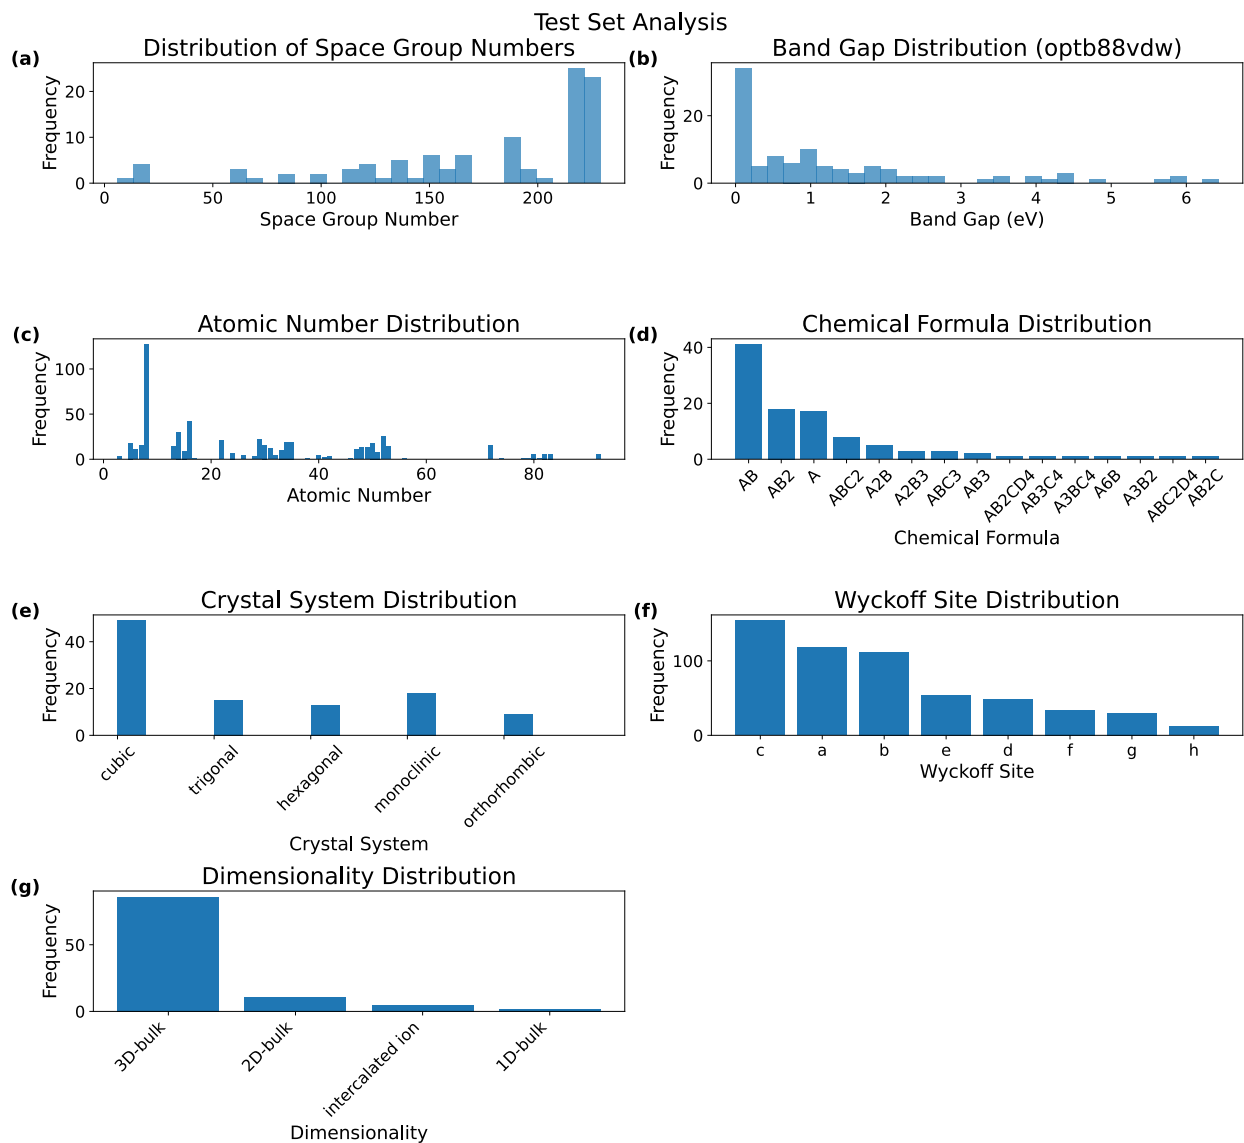 Test Set Analysis
(a)
Distribution of Space Group Numbers
Frequency
20
10
0
0 50 100 150 200
Space Group Number
(b)
Band Gap Distribution (optb88vdw)
Frequency
20
0
0 1 2 3 4 5 6
Band Gap (eV)
(c)
Atomic Number Distribution
Frequency
100
50
0
0 20 40 60 80
Atomic Number
(d)
Chemical Formula Distribution
Frequency
40
20
0
AB AB2 A ABC2 A2B A2B3 ABC3 AB3 AB2CD4 AB3C4 A3BC4 A6B A3B2 ABC2D4 AB2C
Chemical Formula
(e)
Crystal System Distribution
Frequency
40
20
0
cubic trigonal hexagonal monoclinic orthorhombic
Crystal System
(f)
Wyckoff Site Distribution
Frequency
100
0
c a b e d f g h
Wyckoff Site
(g)
Dimensionality Distribution
Frequency
50
0
3D-bulk 2D-bulk intercalated ion 1D-bulk
Dimensionality